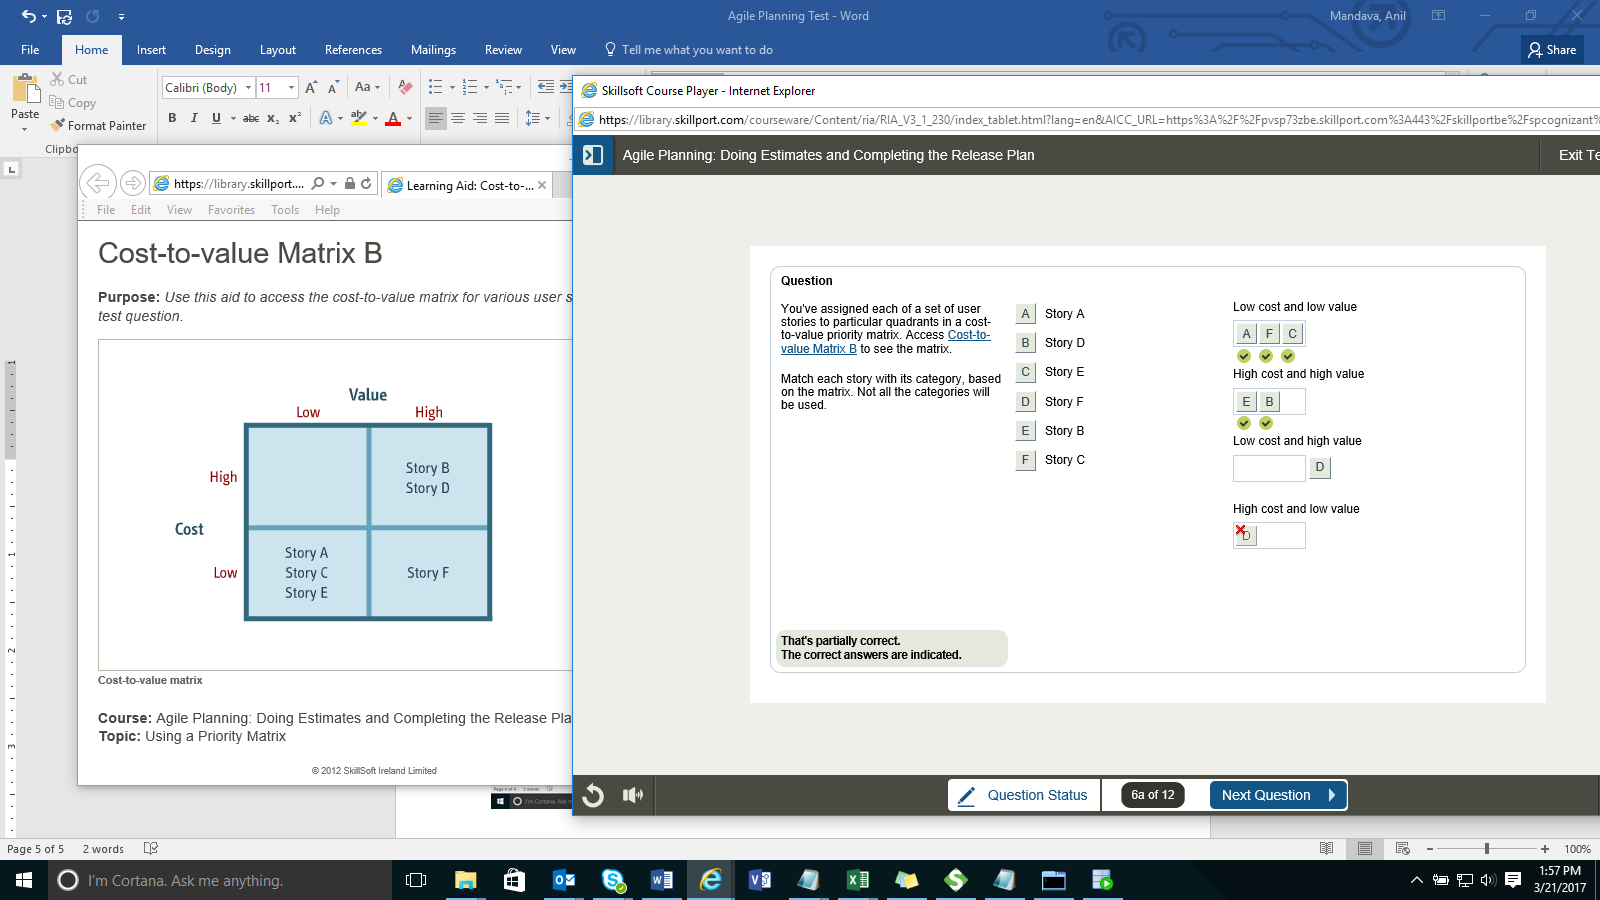 Agile Planning Test - Word
Mandava, Anil
File Home Insert Design Layout References Mailings Review View Tell me what you want to do
Share
Cut
Copy
Format Painter
Paste
Clipbo
Calibri (Body) 11
Aa
B I U abc x₂ x²
A ab A
Skillsoft Course Player - Internet Explorer
https://library.skillport.com/courseware/Content/ria/RIA_V3_1_230/index_tablet.html?lang=en&AICC_URL=https%3A%2F%2Fpvsp73zbe.skillport.com%3A443%2Fskillportbe%2Fspcognizant%
Agile Planning: Doing Estimates and Completing the Release Plan
Exit Te
https://library.skillport....
Learning Aid: Cost-to-...
File Edit View Favorites Tools Help
Cost-to-value Matrix B
Purpose: Use this aid to access the cost-to-value matrix for various user s
test question.
Value
Low High
High
Cost
Low
Story B
Story D
Story A
Story C
Story E
Story F
Cost-to-value matrix
Course: Agile Planning: Doing Estimates and Completing the Release Pla
Topic: Using a Priority Matrix
© 2012 SkillSoft Ireland Limited
Question
You've assigned each of a set of user
stories to particular quadrants in a cost-
to-value priority matrix. Access Cost-to-
value Matrix B to see the matrix.
Match each story with its category, based
on the matrix. Not all the categories will
be used.
A Story A
B Story D
C Story E
D Story F
E Story B
F Story C
Low cost and low value
A F C
High cost and high value
E B
Low cost and high value
D
High cost and low value
D
That's partially correct.
The correct answers are indicated.
Question Status
6a of 12
Next Question
Page 5 of 5 2 words
100%
I'm Cortana. Ask me anything.
1:57 PM
3/21/2017